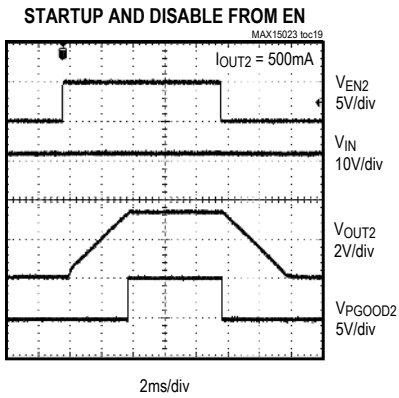 STARTUP AND DISABLE FROM EN
MAX15023 toc19
IOUT2 = 500mA
VEN2
5V/div
VIN
10V/div
VOUT2
2V/div
VPGOOD2
5V/div
2ms/div